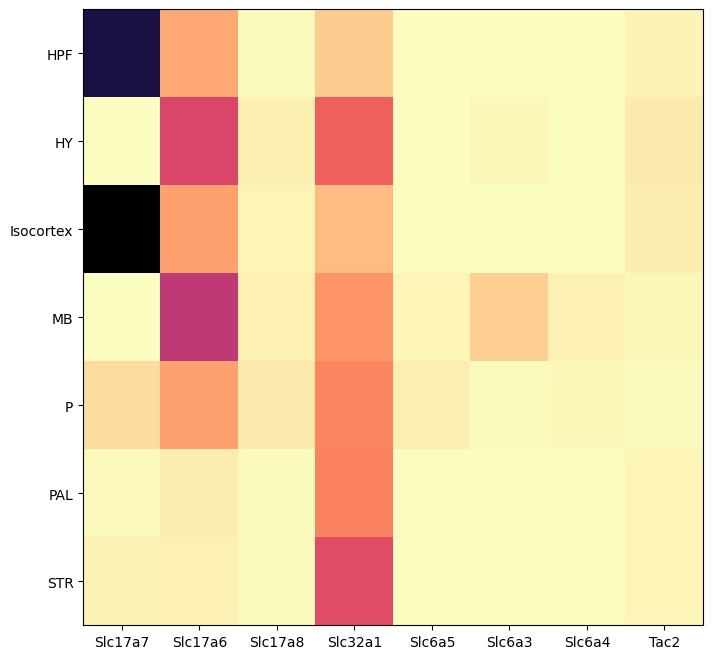 HPF
HY
Isocortex
MB
P
PAL
STR
Slc17a7 Slc17a6 Slc17a8 Slc32a1 Slc6a5 Slc6a3 Slc6a4 Tac2